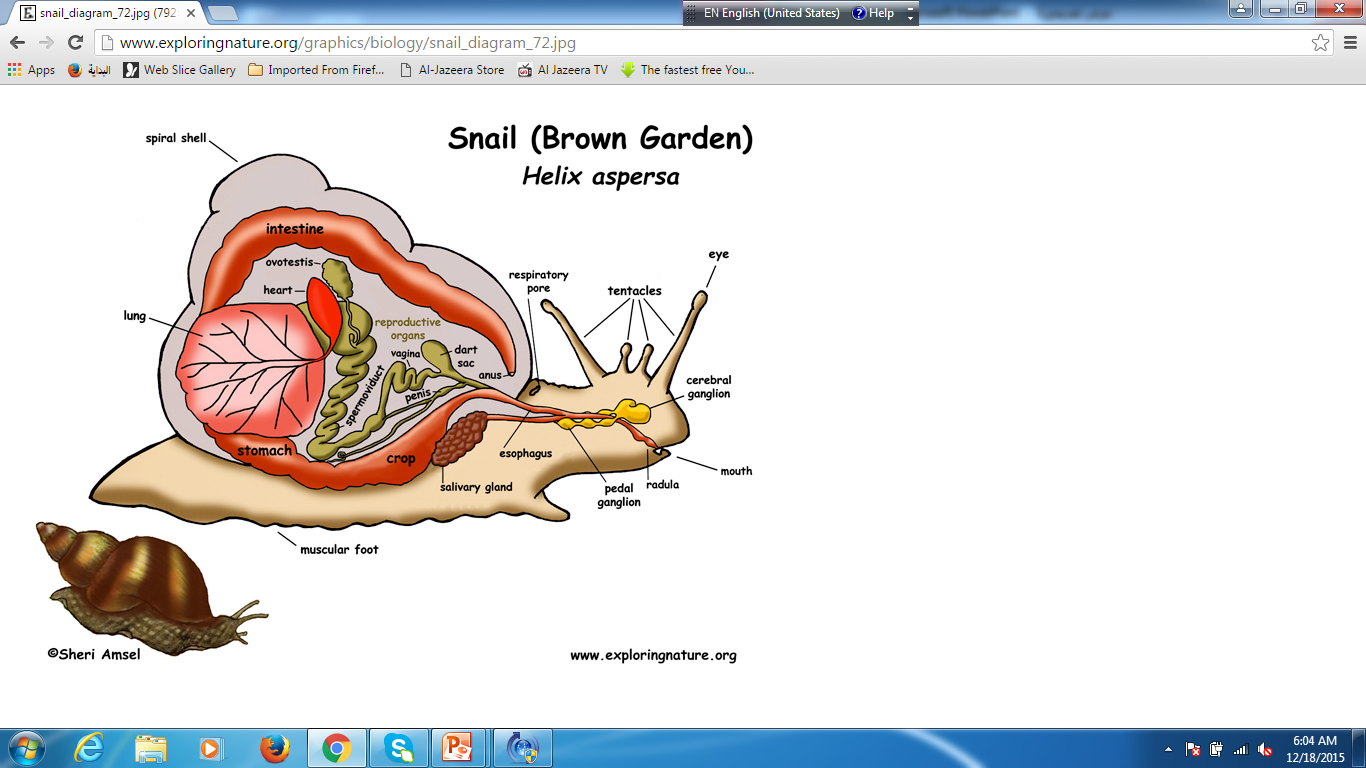 snail_diagram_72.jpg (792
EN English (United States) Help
www.exploringnature.org/graphics/biology/snail_diagram_72.jpg
Apps البداية Web Slice Gallery Imported From Firef... Al-Jazeera Store Al Jazeera TV The fastest free You...
Snail (Brown Garden)
Helix aspersa
spiral shell
intestine
ovotestis
heart
lung
reproductive
organs
vagina
dart
sac
anus
penis
spermoviduct
stomach
crop
esophagus
salivary gland
respiratory
pore
tentacles
eye
cerebral
ganglion
mouth
radula
pedal
ganglion
muscular foot
©Sheri Amsel
www.exploringnature.org
6:04 AM
12/18/2015